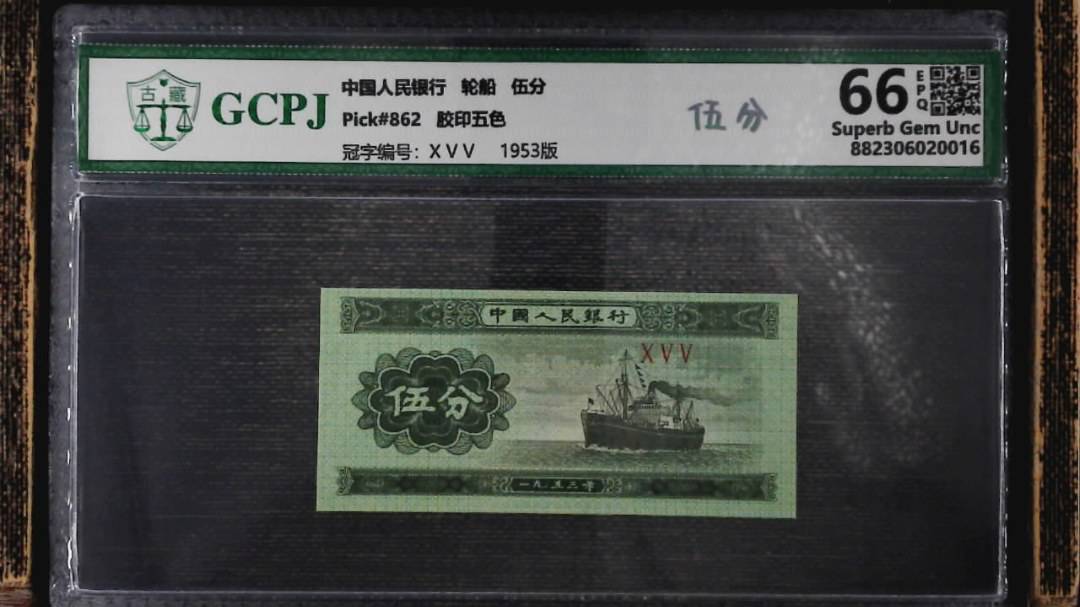 古藏
GCPJ
中国人民银行 轮船 伍分
Pick#862 胶印五色
冠字编号：XVV 1953版
伍分
66
EPQ
Superb Gem Unc
882306020016
中國人民銀行
XVV
伍分
一九五三年